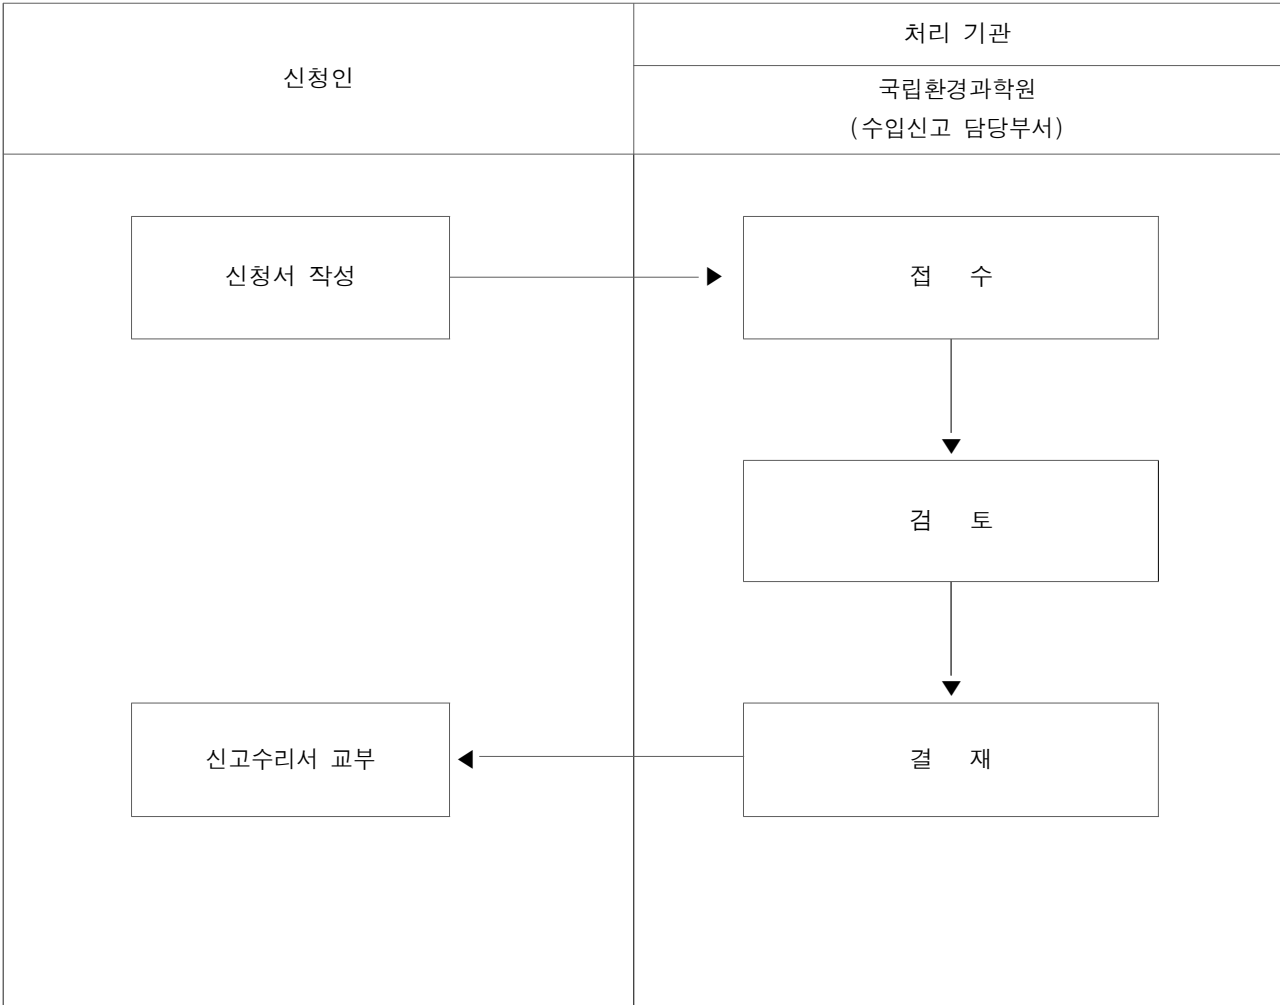 신청인
처리 기관
국립환경과학원
(수입신고 담당부서)
신청서 작성
접 수
검 토
신고수리서 교부
결 재